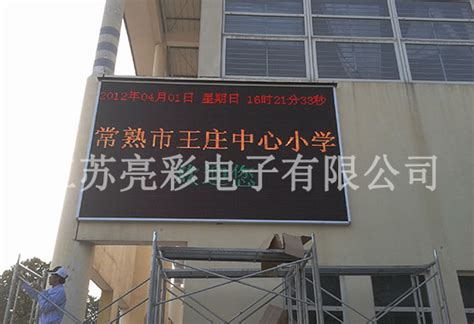 2012年04月01日 星期日 16时21分33秒
常熟市王庄中心小学
苏亮彩电子有限公司